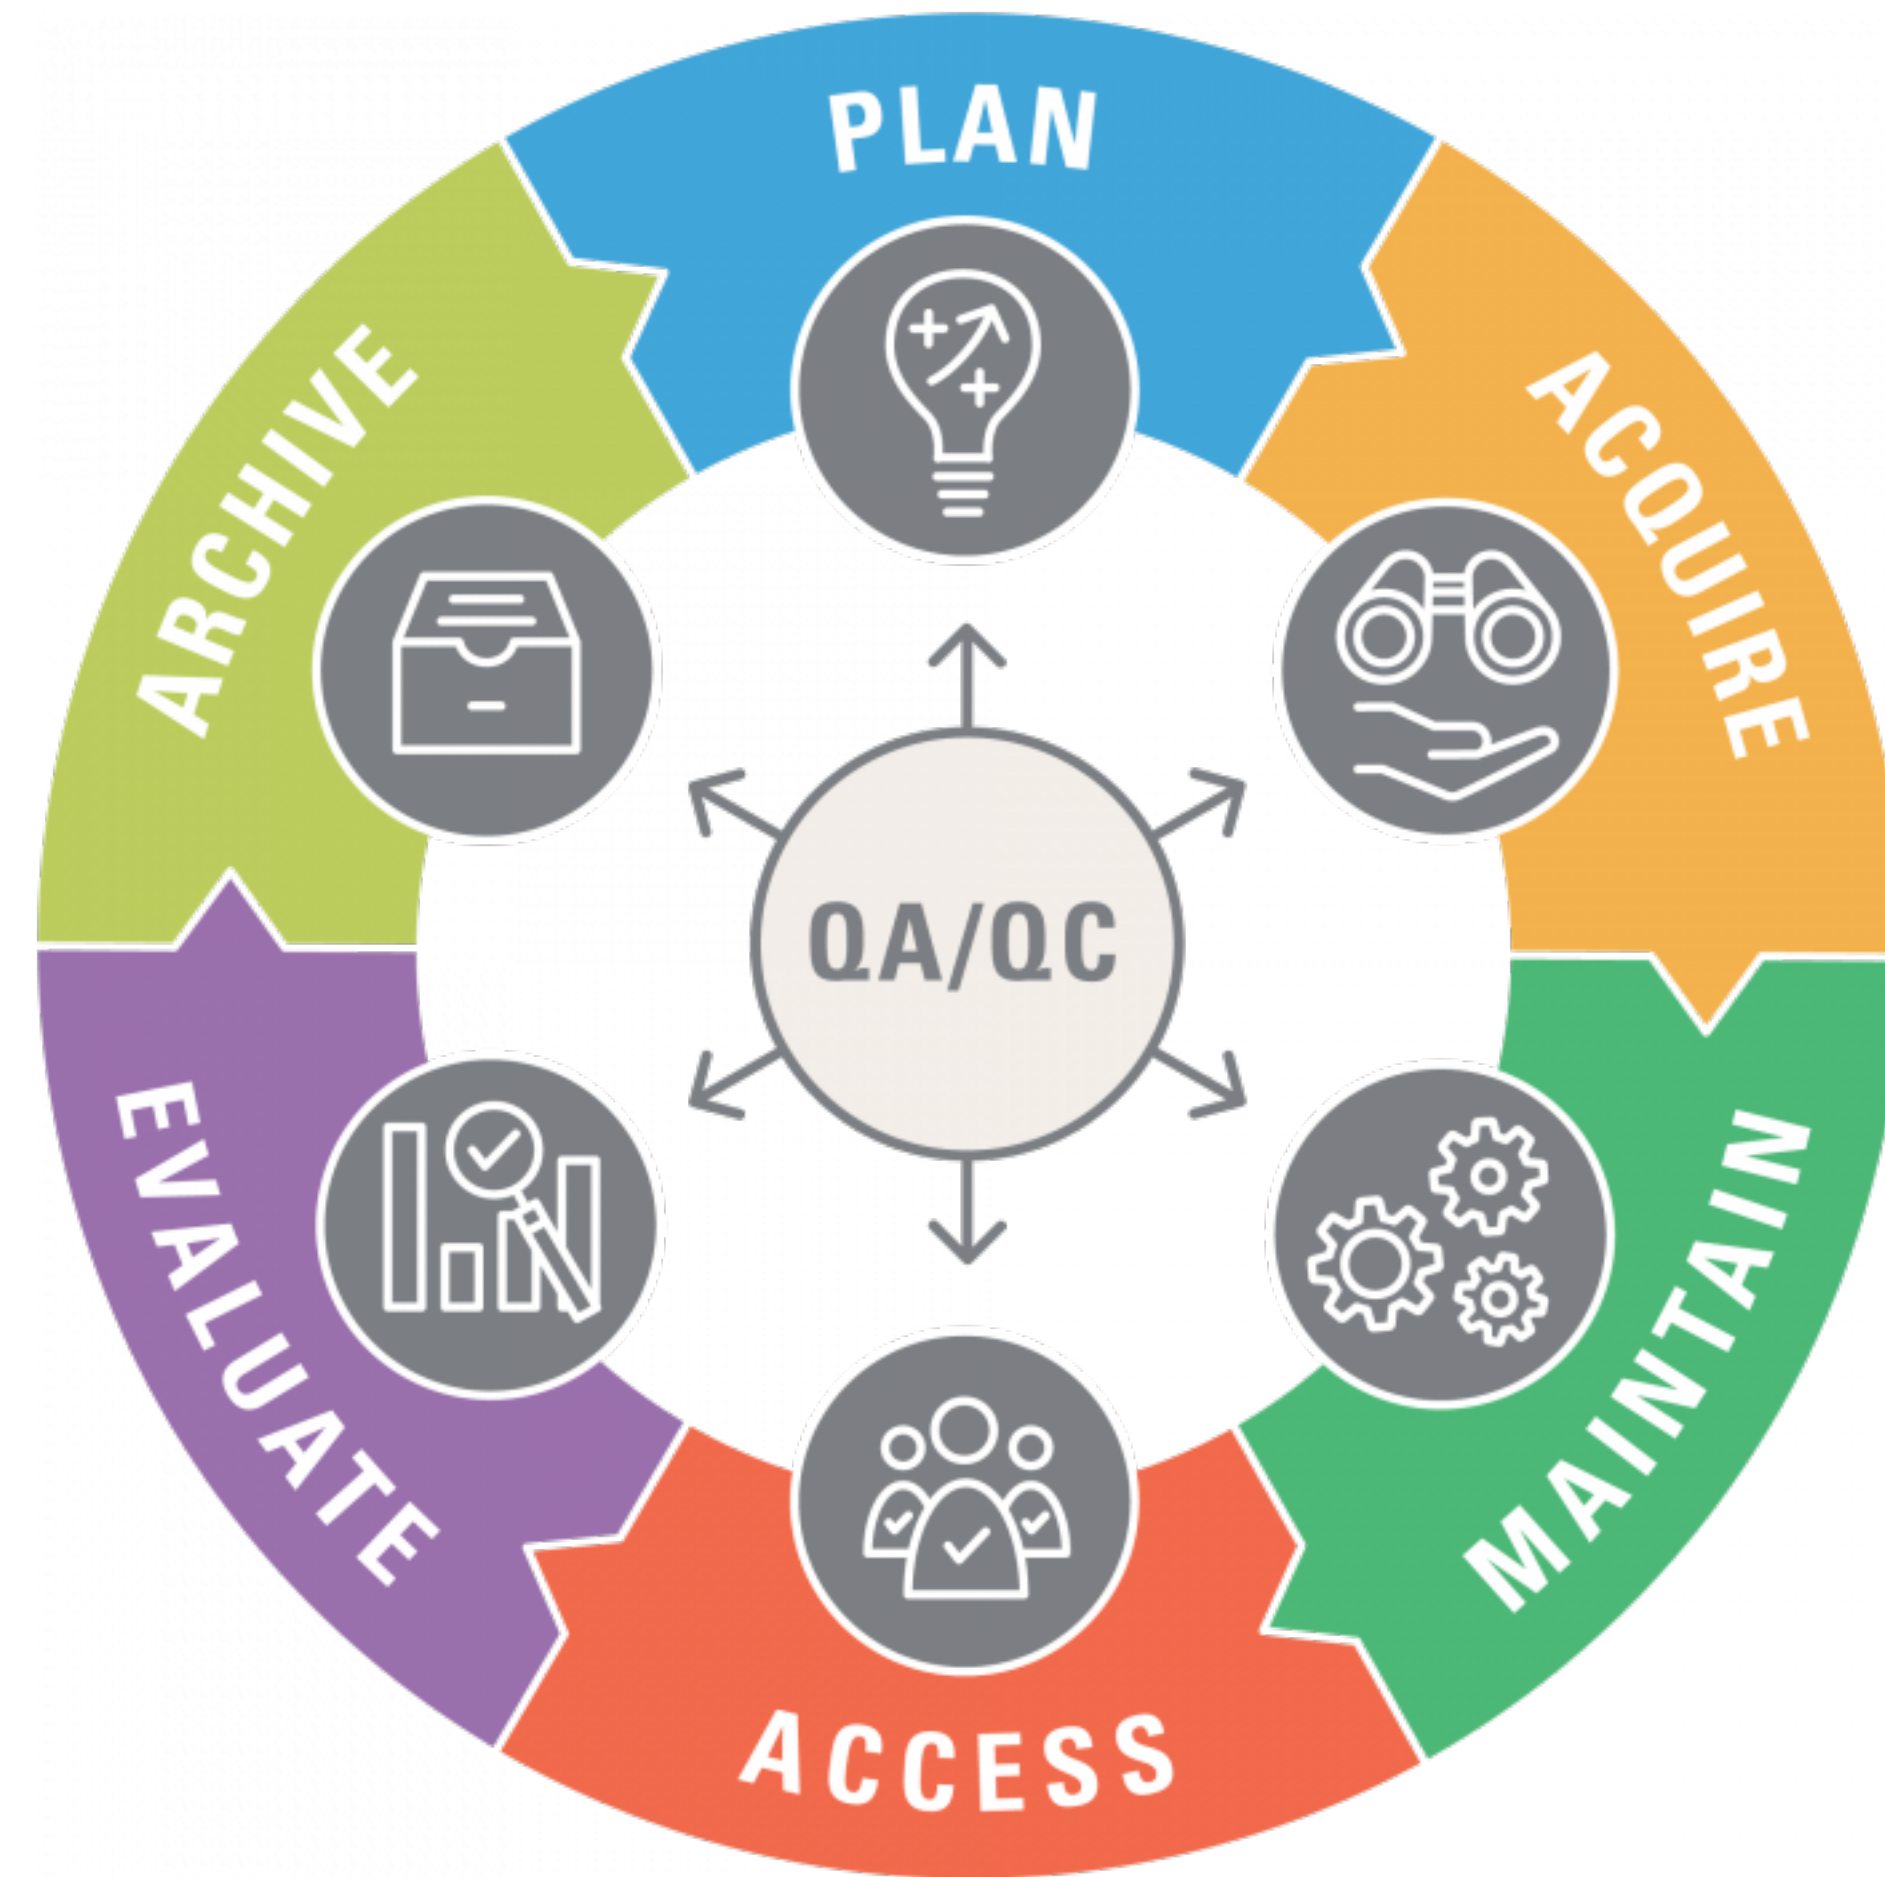 PLAN
ACQUIRE
MAINTAIN
ACCESS
EVALUATE
ARCHIVE
QA/QC